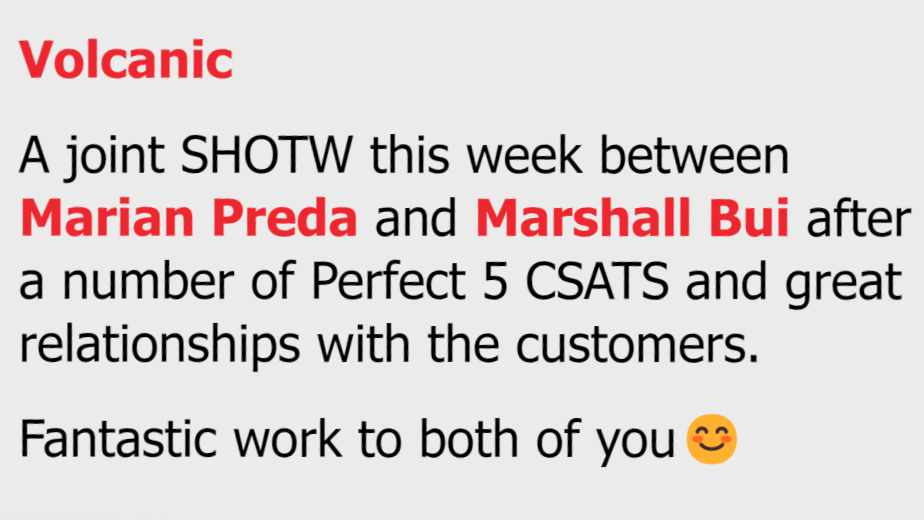 Volcanic
A joint SHOTW this week between
Marian Preda and Marshall Bui after
a number of Perfect 5 CSATS and great
relationships with the customers.
Fantastic work to both of you 😊